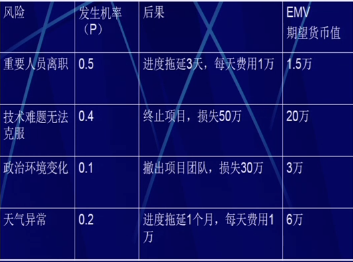 风险 发生机率 后果 EMV
（P） 期望货币值
重要人员离职 0.5 进度拖延3天，每天费用1万 1.5万
技术难题无法 0.4 终止项目，损失50万 20万
克服
政治环境变化 0.1 撤出项目团队，损失30万 3万
天气异常 0.2 进度拖延1个月，每天费用1 6万
万